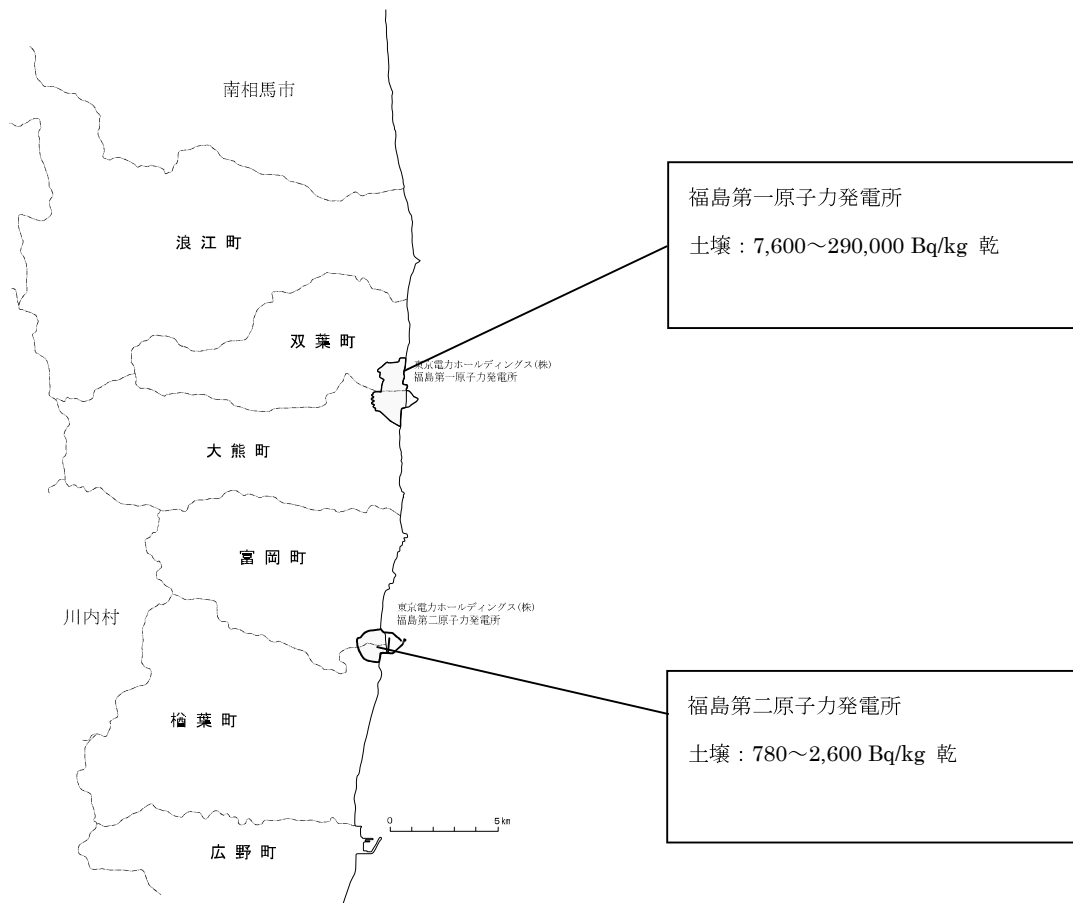 南相馬市
福島第一原子力発電所
浪江町
土壌：7,600～290,000 Bq/kg 乾
双葉町
東京電力ホールディングス(株)
福島第一原子力発電所
大熊町
富岡町
川内村
東京電力ホールディングス(株)
福島第二原子力発電所
福島第二原子力発電所
楢葉町
土壌：780～2,600 Bq/kg 乾
0 5km
広野町